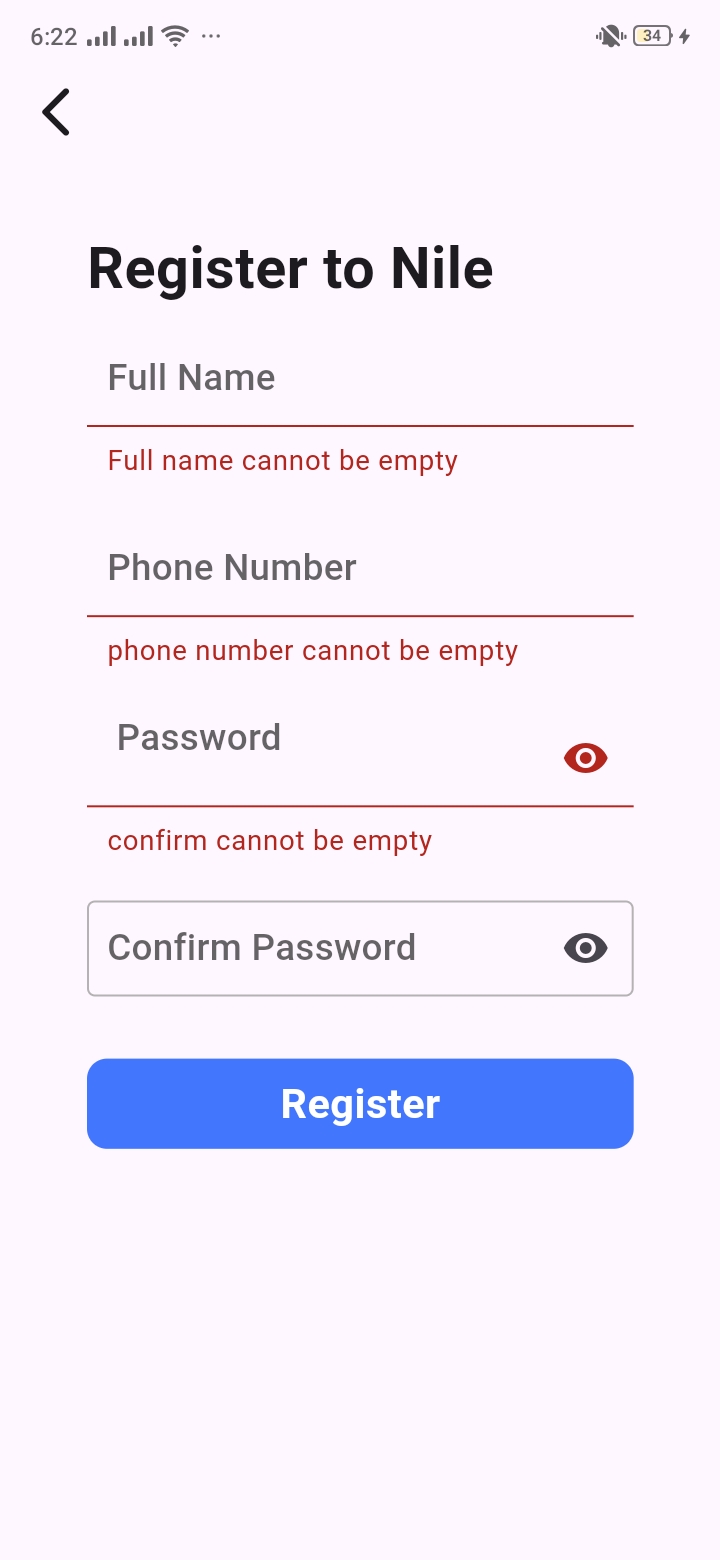 6:22 34
Register to Nile
Full Name
Full name cannot be empty
Phone Number
phone number cannot be empty
Password
confirm cannot be empty
Confirm Password
Register